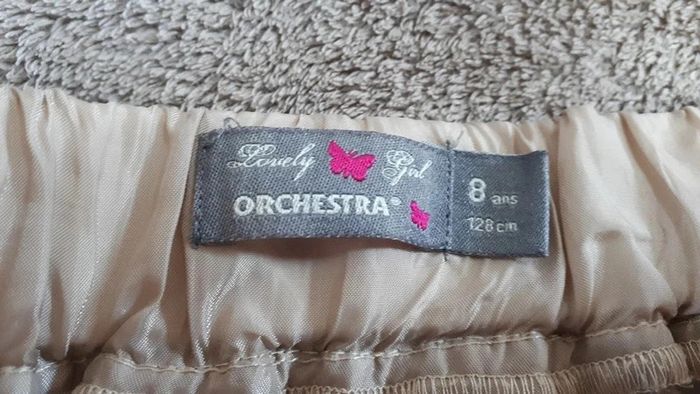 Lovely Girl
ORCHESTRA®
8 ans
128 cm